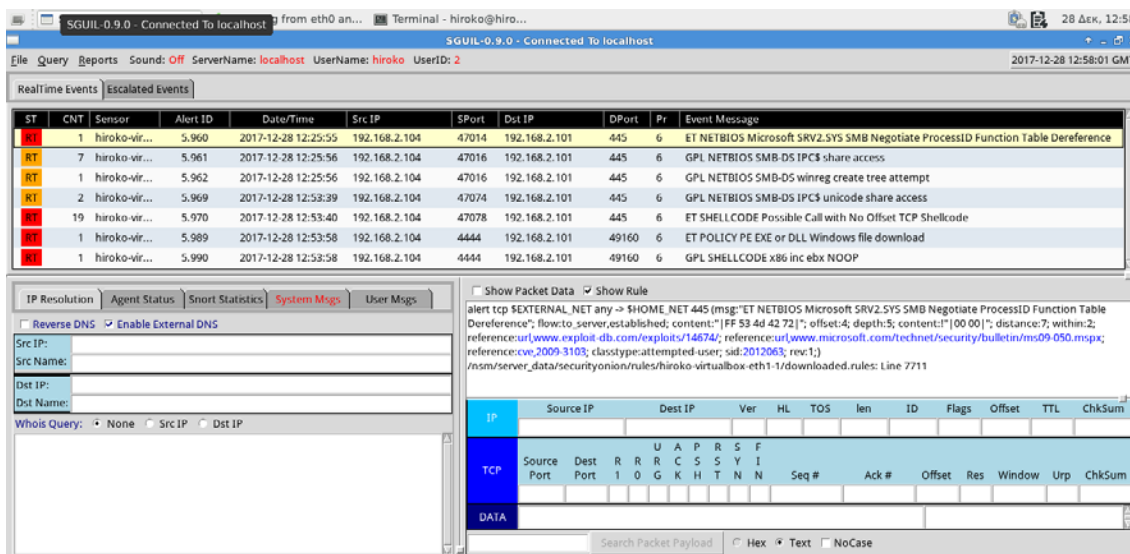 g from eth0 an... Terminal - hiroko@hiro... 28 Δεκ, 12:5
SGUIL-0.9.0 - Connected To localhost
SGUIL-0.9.0 - Connected To localhost
File Query Reports Sound: Off ServerName: localhost UserName: hiroko UserID: 2 2017-12-28 12:58:01 GM
RealTime Events Escalated Events
ST CNT Sensor Alert ID Date/Time Src IP SPort Dst IP DPort Pr Event Message
RT 1 hiroko-vir... 5.960 2017-12-28 12:25:55 192.168.2.104 47014 192.168.2.101 445 6 ET NETBIOS Microsoft SRV2.SYS SMB Negotiate ProcessID Function Table Dereference
RT 7 hiroko-vir... 5.961 2017-12-28 12:25:56 192.168.2.104 47016 192.168.2.101 445 6 GPL NETBIOS SMB-DS IPC$ share access
RT 1 hiroko-vir... 5.962 2017-12-28 12:25:56 192.168.2.104 47016 192.168.2.101 445 6 GPL NETBIOS SMB-DS winreg create tree attempt
RT 2 hiroko-vir... 5.969 2017-12-28 12:53:39 192.168.2.104 47074 192.168.2.101 445 6 GPL NETBIOS SMB-DS IPC$ unicode share access
RT 19 hiroko-vir... 5.970 2017-12-28 12:53:40 192.168.2.104 47078 192.168.2.101 445 6 ET SHELLCODE Possible Call with No Offset TCP Shellcode
RT 1 hiroko-vir... 5.989 2017-12-28 12:53:58 192.168.2.104 4444 192.168.2.101 49160 6 ET POLICY PE EXE or DLL Windows file download
RT 1 hiroko-vir... 5.990 2017-12-28 12:53:58 192.168.2.104 4444 192.168.2.101 49160 6 GPL SHELLCODE x86 inc ebx NOOP
IP Resolution Agent Status Snort Statistics System Msgs User Msgs
Reverse DNS Enable External DNS
Src IP:
Src Name:
Dst IP:
Dst Name:
Whois Query: None Src IP Dst IP
Show Packet Data Show Rule
alert tcp $EXTERNAL_NET any -> $HOME_NET 445 (msg:"ET NETBIOS Microsoft SRV2.SYS SMB Negotiate ProcessID Function Table
Dereference"; flow:to_server,established; content:"|FF 53 4d 42 72|"; offset:4; depth:5; content:!"|00 00|"; distance:7; within:2;
reference:url,www.exploit-db.com/exploits/14674/; reference:url,www.microsoft.com/technet/security/bulletin/ms09-050.mspx;
reference:cve,2009-3103; classtype:attempted-user; sid:2012063; rev:1;)
/nsm/server_data/securityonion/rules/hiroko-virtualbox-eth1-1/downloaded.rules: Line 7711
IP Source IP Dest IP Ver HL TOS len ID Flags Offset TTL ChkSum
TCP Source Port Dest Port R 1 R 0 U R G A C K P S H R S T S Y N F I N Seq # Ack # Offset Res Window Urp ChkSum
DATA
Search Packet Payload Hex Text NoCase